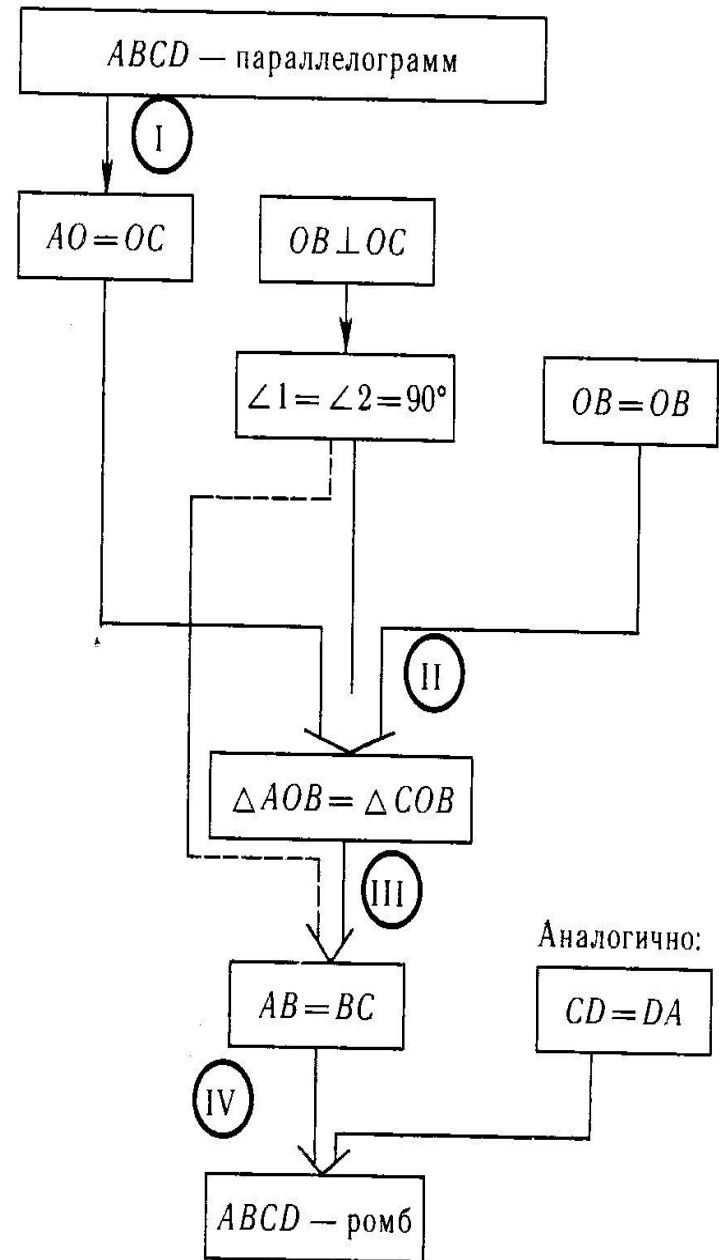 ABCD — параллелограмм
I
AO=OC
OB⊥OC
∠1=∠2=90°
OB=OB
II
△AOB=△COB
III
Аналогично:
AB=BC
CD=DA
IV
ABCD — ромб